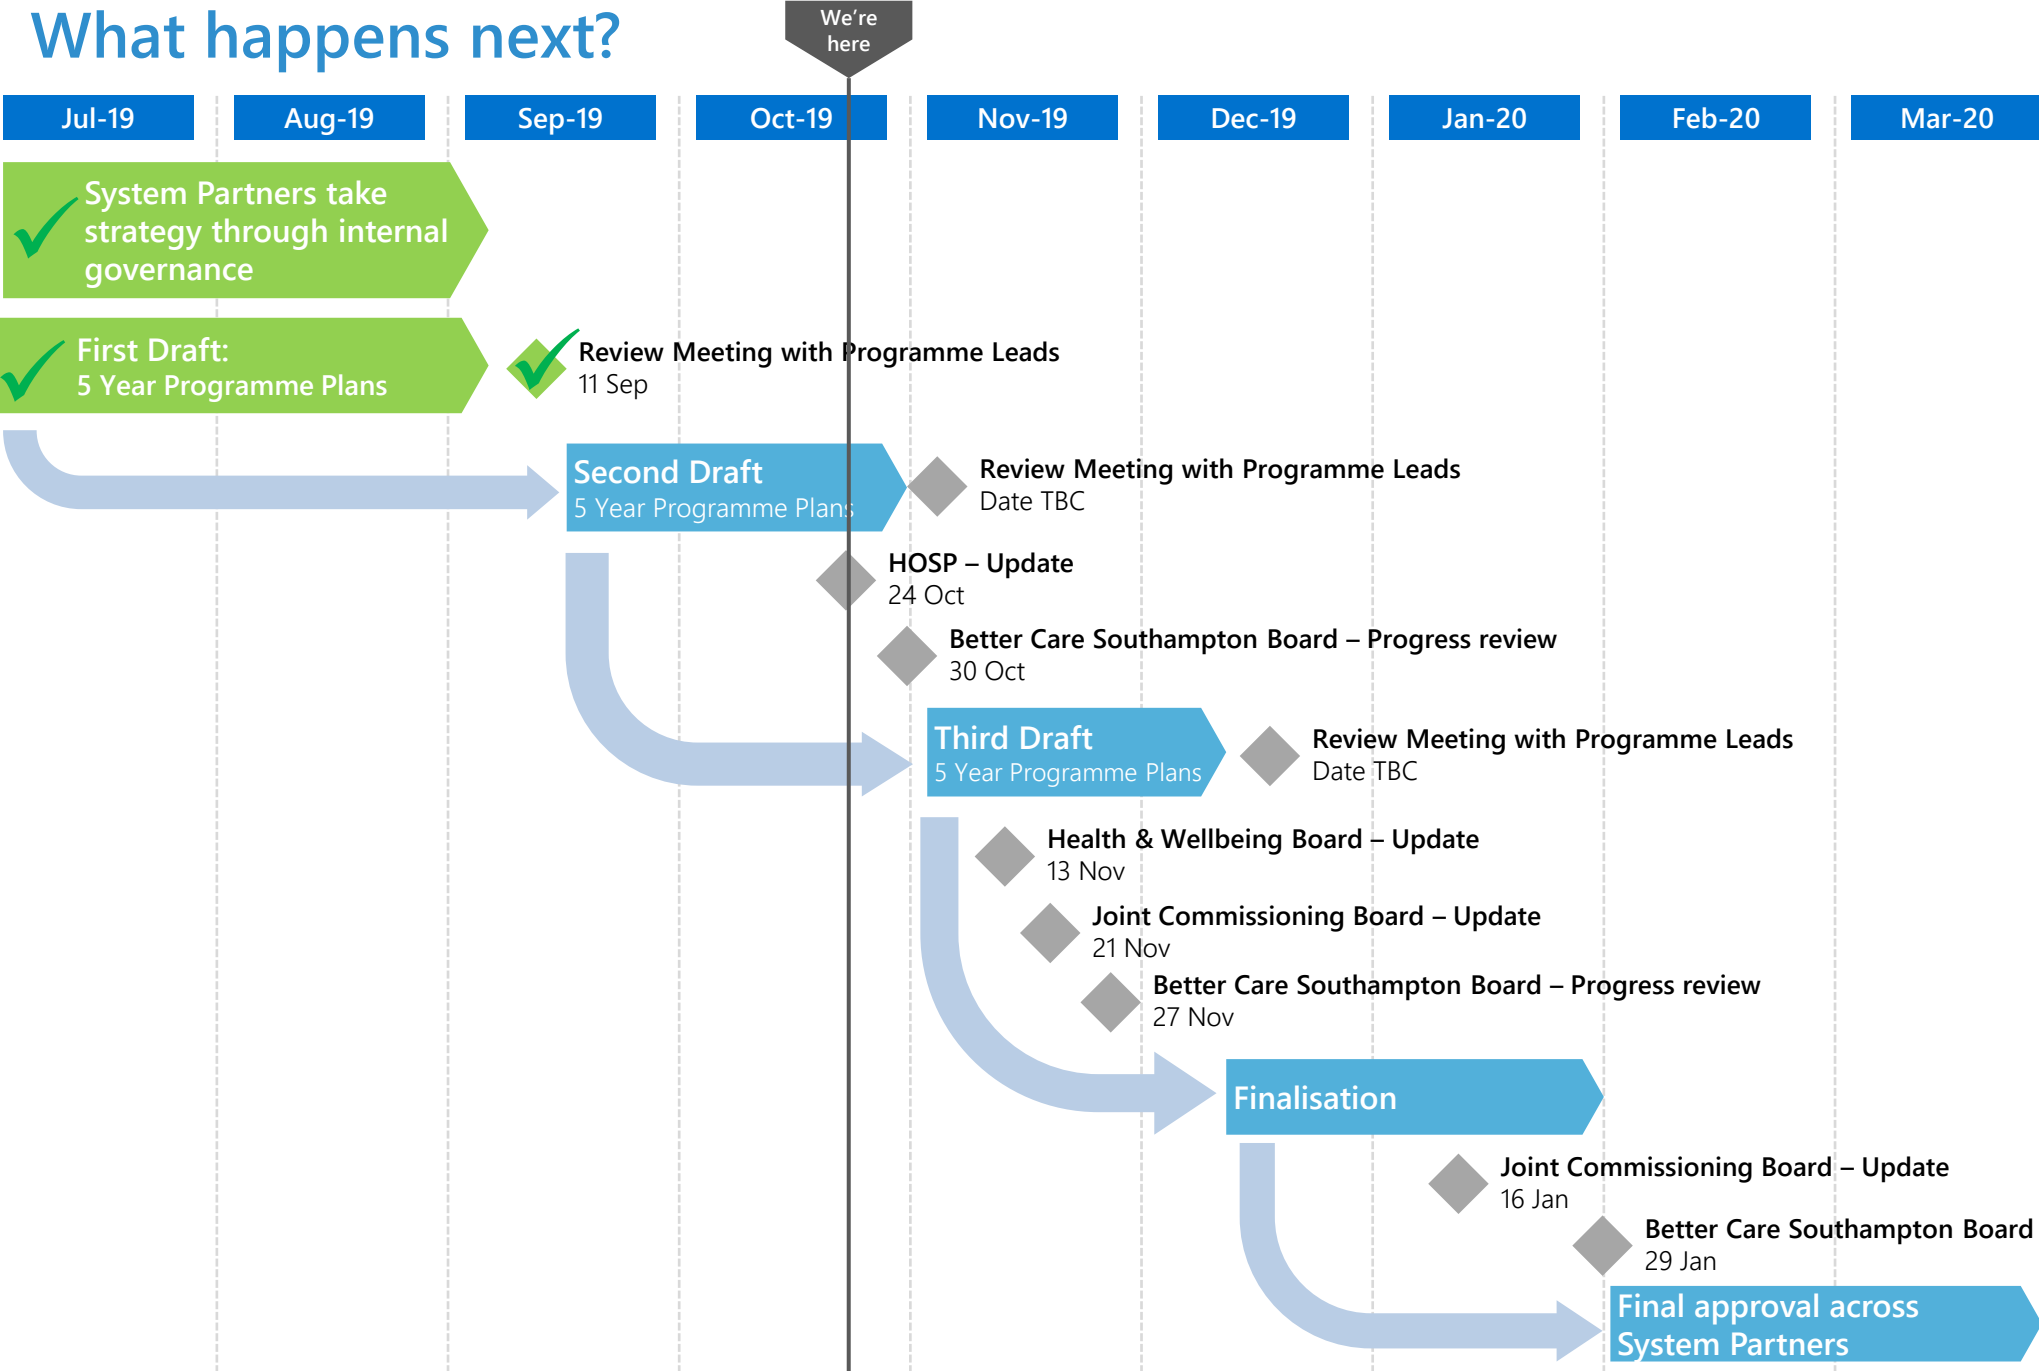 What happens next?
We're
here
Jul-19
Aug-19
Sep-19
Oct-19
Nov-19
Dec-19
Jan-20
Feb-20
Mar-20
System Partners take
strategy through internal
governance
First Draft:
5 Year Programme Plans
Review Meeting with Programme Leads
11 Sep
Second Draft
5 Year Programme Plans
Review Meeting with Programme Leads
Date TBC
HOSP – Update
24 Oct
Better Care Southampton Board – Progress review
30 Oct
Third Draft
5 Year Programme Plans
Review Meeting with Programme Leads
Date TBC
Health & Wellbeing Board – Update
13 Nov
Joint Commissioning Board – Update
21 Nov
Better Care Southampton Board – Progress review
27 Nov
Finalisation
Joint Commissioning Board – Update
16 Jan
Better Care Southampton Board
29 Jan
Final approval across
System Partners